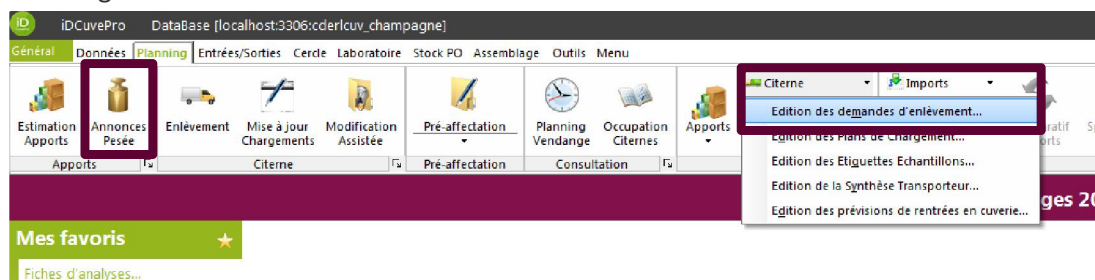 iD iDCuvePro DataBase [localhost:3306:cderlcuv_champagne]
Général Données Planning Entrées/Sorties Cercle Laboratoire Stock PO Assemblage Outils Menu
Citerne Imports
Estimation Apports
Annonces Pesée
Enlèvement
Mise à jour Chargements
Modification Assistée
Pré-affectation
Planning Vendange
Occupation Citernes
Apports
Edition des demandes d'enlèvement...
Edition des Plans de Chargement...
Edition des Etiquettes Echantillons...
Edition de la Synthèse Transporteur...
Edition des prévisions de rentrées en cuverie...
Apports Citerne Pré-affectation Consultation
ges 20
Mes favoris
Fiches d'analyses...